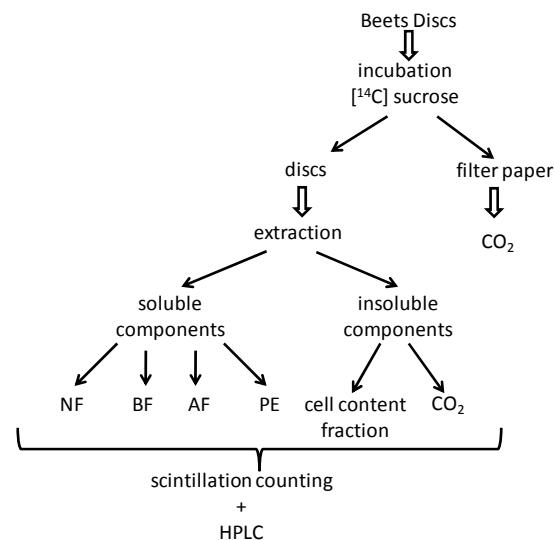 Beets Discs
incubation
[¹⁴C] sucrose
discs
filter paper
extraction
CO₂
soluble
components
insoluble
components
NF
BF
AF
PE
cell content
fraction
CO₂
scintillation counting
+
HPLC